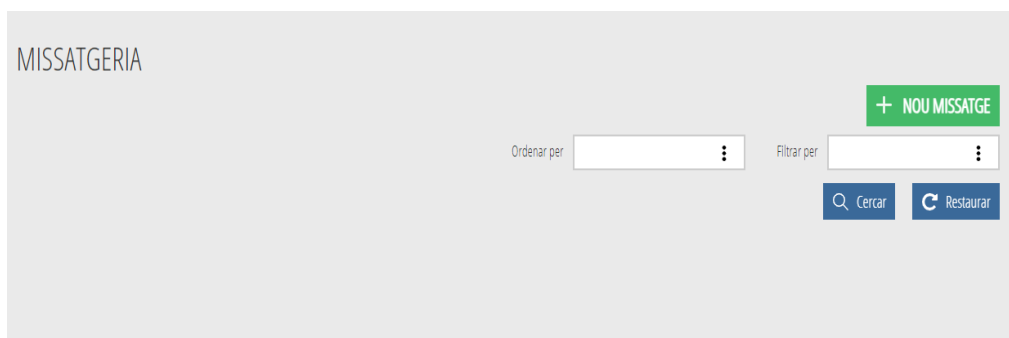 MISSATGERIA
NOU MISSATGE
Ordenar per
Filtrar per
Cercar
Restaurar